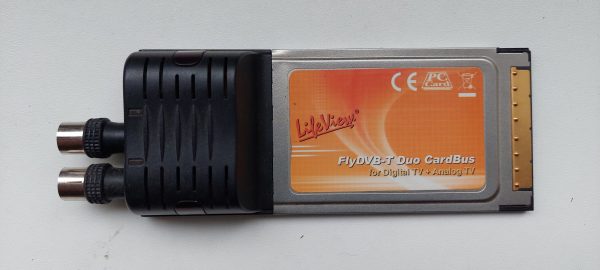 CE
PC
Card
LifeView®
FlyDVB-T Duo CardBus
for Digital TV + Analog TV